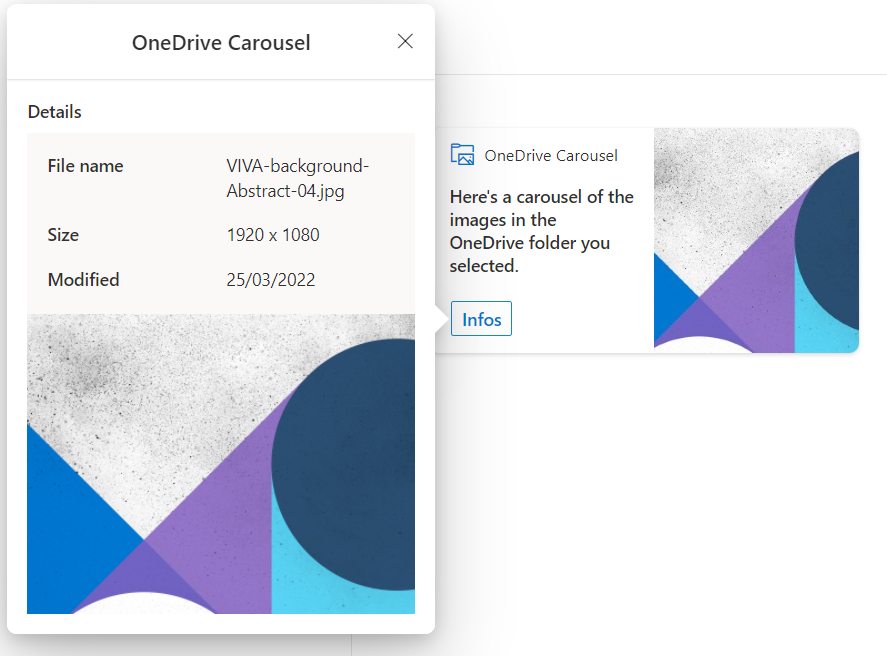 OneDrive Carousel
Details
File name
VIVA-background-
Abstract-04.jpg
Size
1920 x 1080
Modified
25/03/2022
OneDrive Carousel
Here's a carousel of the
images in the
OneDrive folder you
selected.
Infos